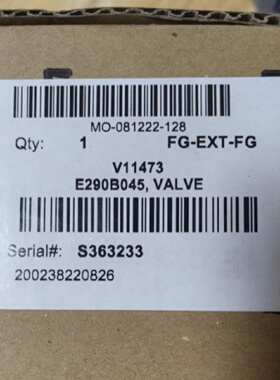 MO-081222-128
Qty: 1 FG-EXT-FG
V11473
E290B045, VALVE
Serial#: S363233
200238220826